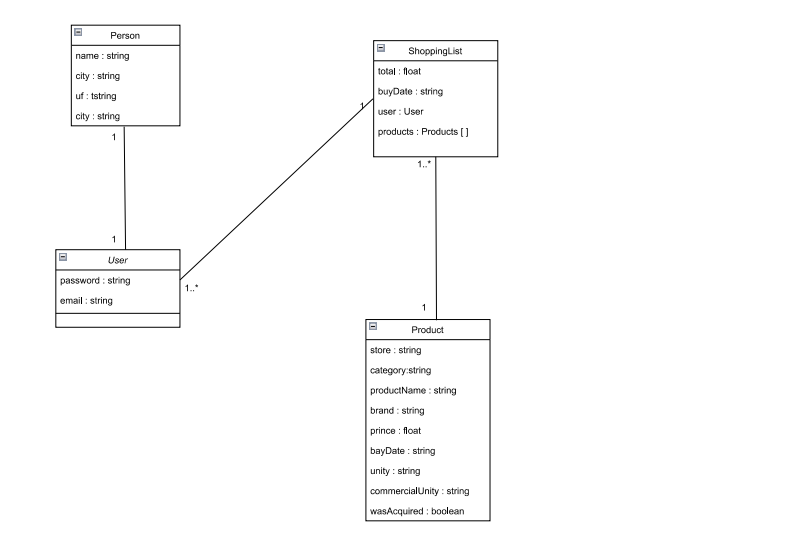 Person
name : string
city : string
uf : tstring
city : string
1
1
User
password : string
email : string
1..*
1
ShoppingList
total : float
buyDate : string
user : User
products : Products [ ]
1..*
1
Product
store : string
category:string
productName : string
brand : string
prince : float
bayDate : string
unity : string
commercialUnity : string
wasAcquired : boolean